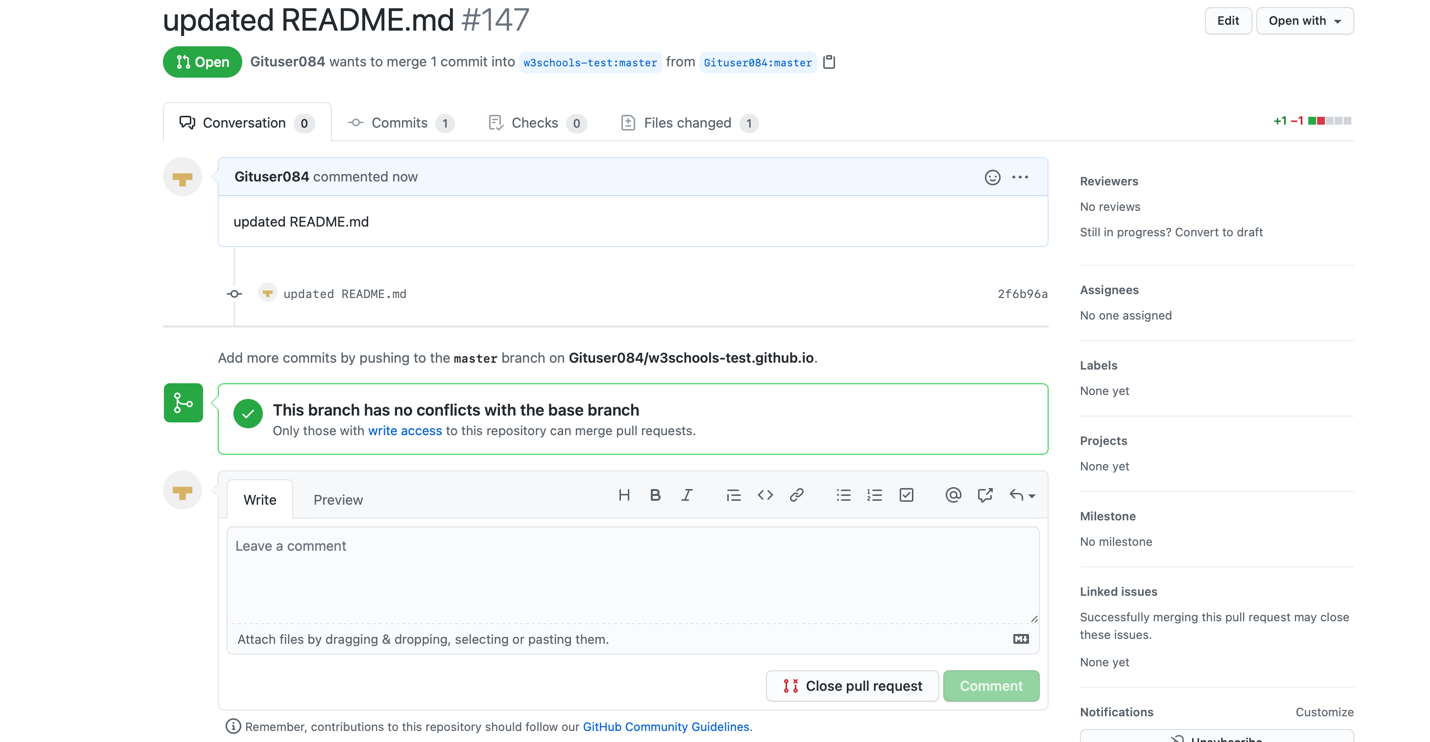 updated README.md #147
Edit
Open with
Open
Gituser084 wants to merge 1 commit into w3schools-test:master from Gituser084:master
Conversation 0
Commits 1
Checks 0
Files changed 1
+1 −1
Gituser084 commented now
updated README.md
updated README.md
2f6b96a
Add more commits by pushing to the master branch on Gituser084/w3schools-test.github.io.
This branch has no conflicts with the base branch
Only those with write access to this repository can merge pull requests.
Write
Preview
Leave a comment
Attach files by dragging & dropping, selecting or pasting them.
Close pull request
Comment
Remember, contributions to this repository should follow our GitHub Community Guidelines.
Reviewers
No reviews
Still in progress? Convert to draft
Assignees
No one assigned
Labels
None yet
Projects
None yet
Milestone
No milestone
Linked issues
Successfully merging this pull request may close
these issues.
None yet
Notifications
Customize
Unsubscribe